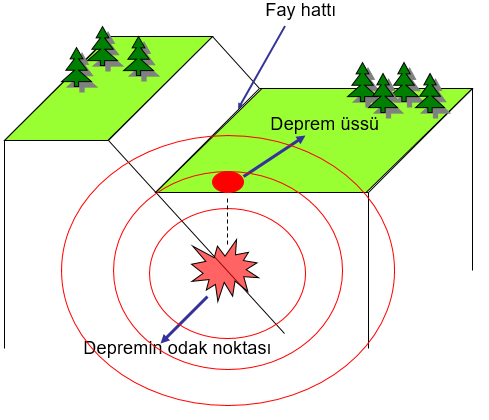 Fay hattı
Deprem üssü
Depremin odak noktası